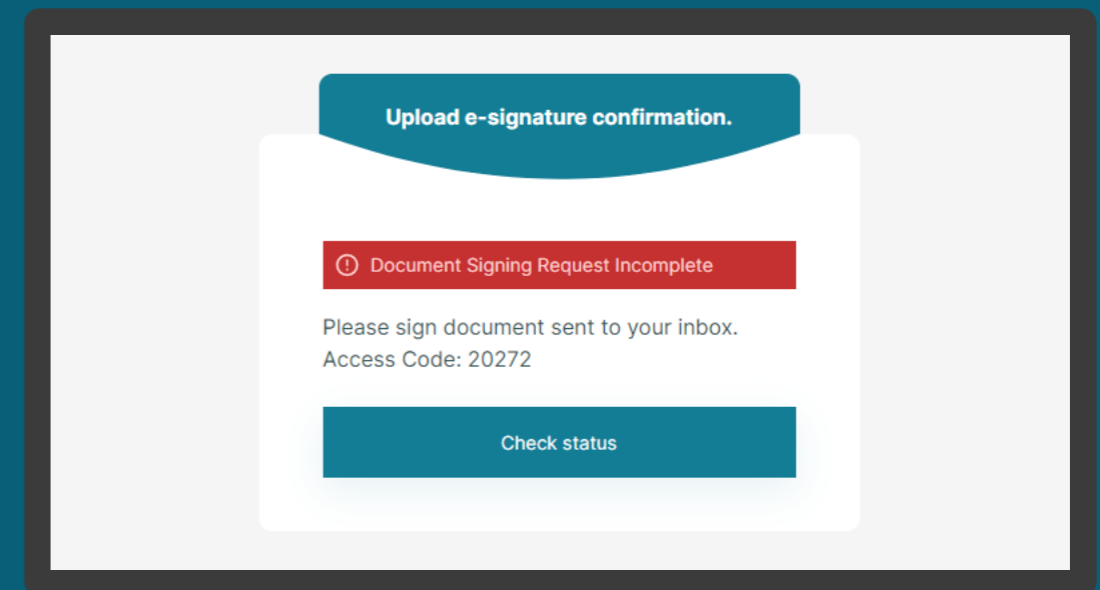 Upload e-signature confirmation.
Document Signing Request Incomplete
Please sign document sent to your inbox.
Access Code: 20272
Check status